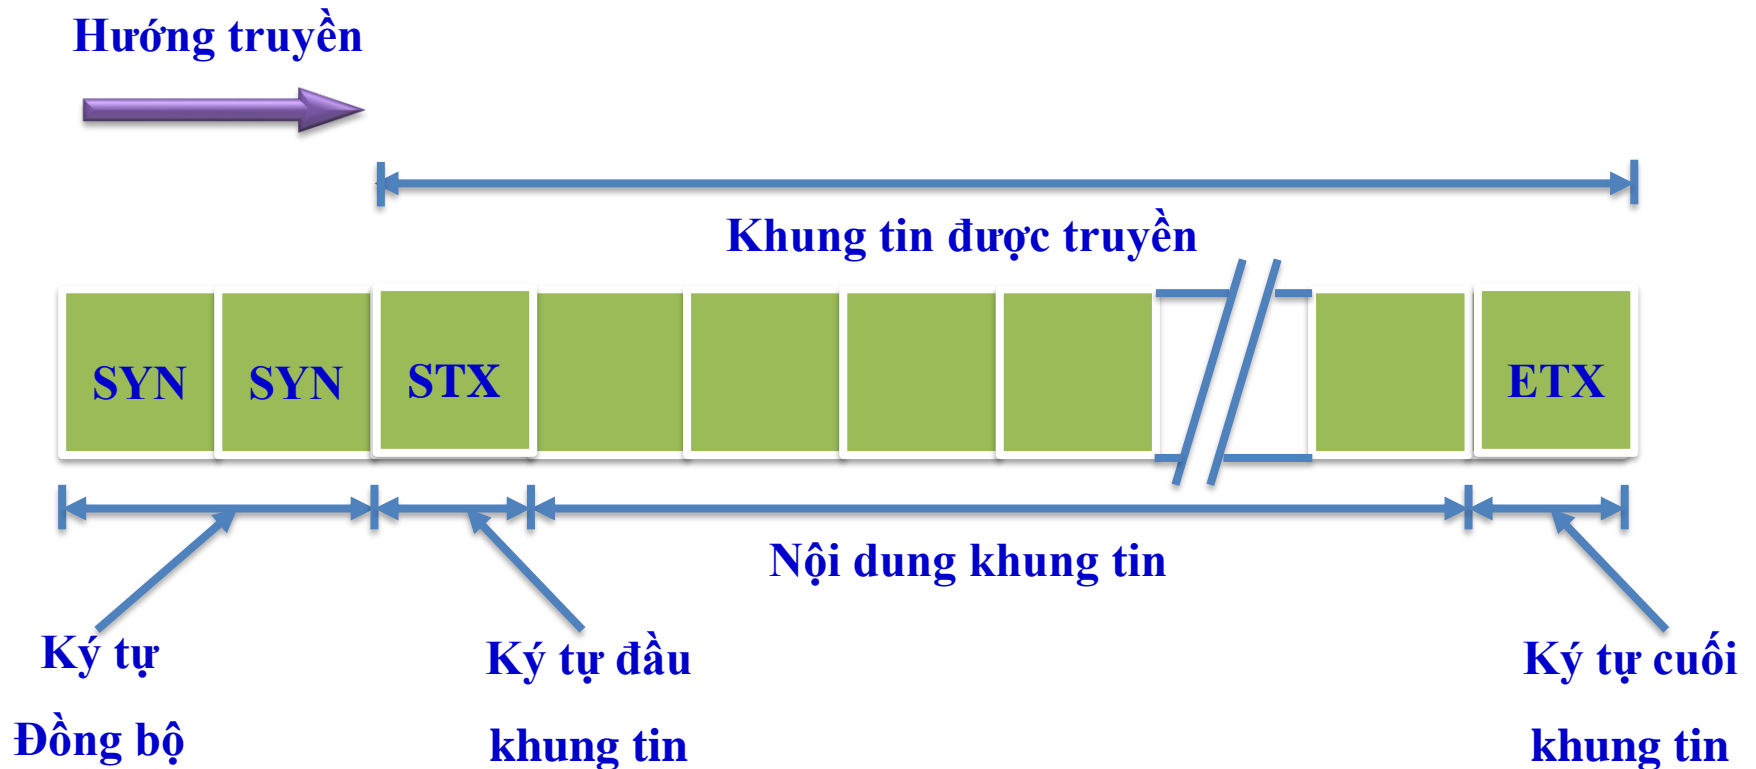 Hướng truyền
Khung tin được truyền
SYN SYN STX ETX
Nội dung khung tin
Ký tự
Đồng bộ
Ký tự đầu
khung tin
Ký tự cuối
khung tin